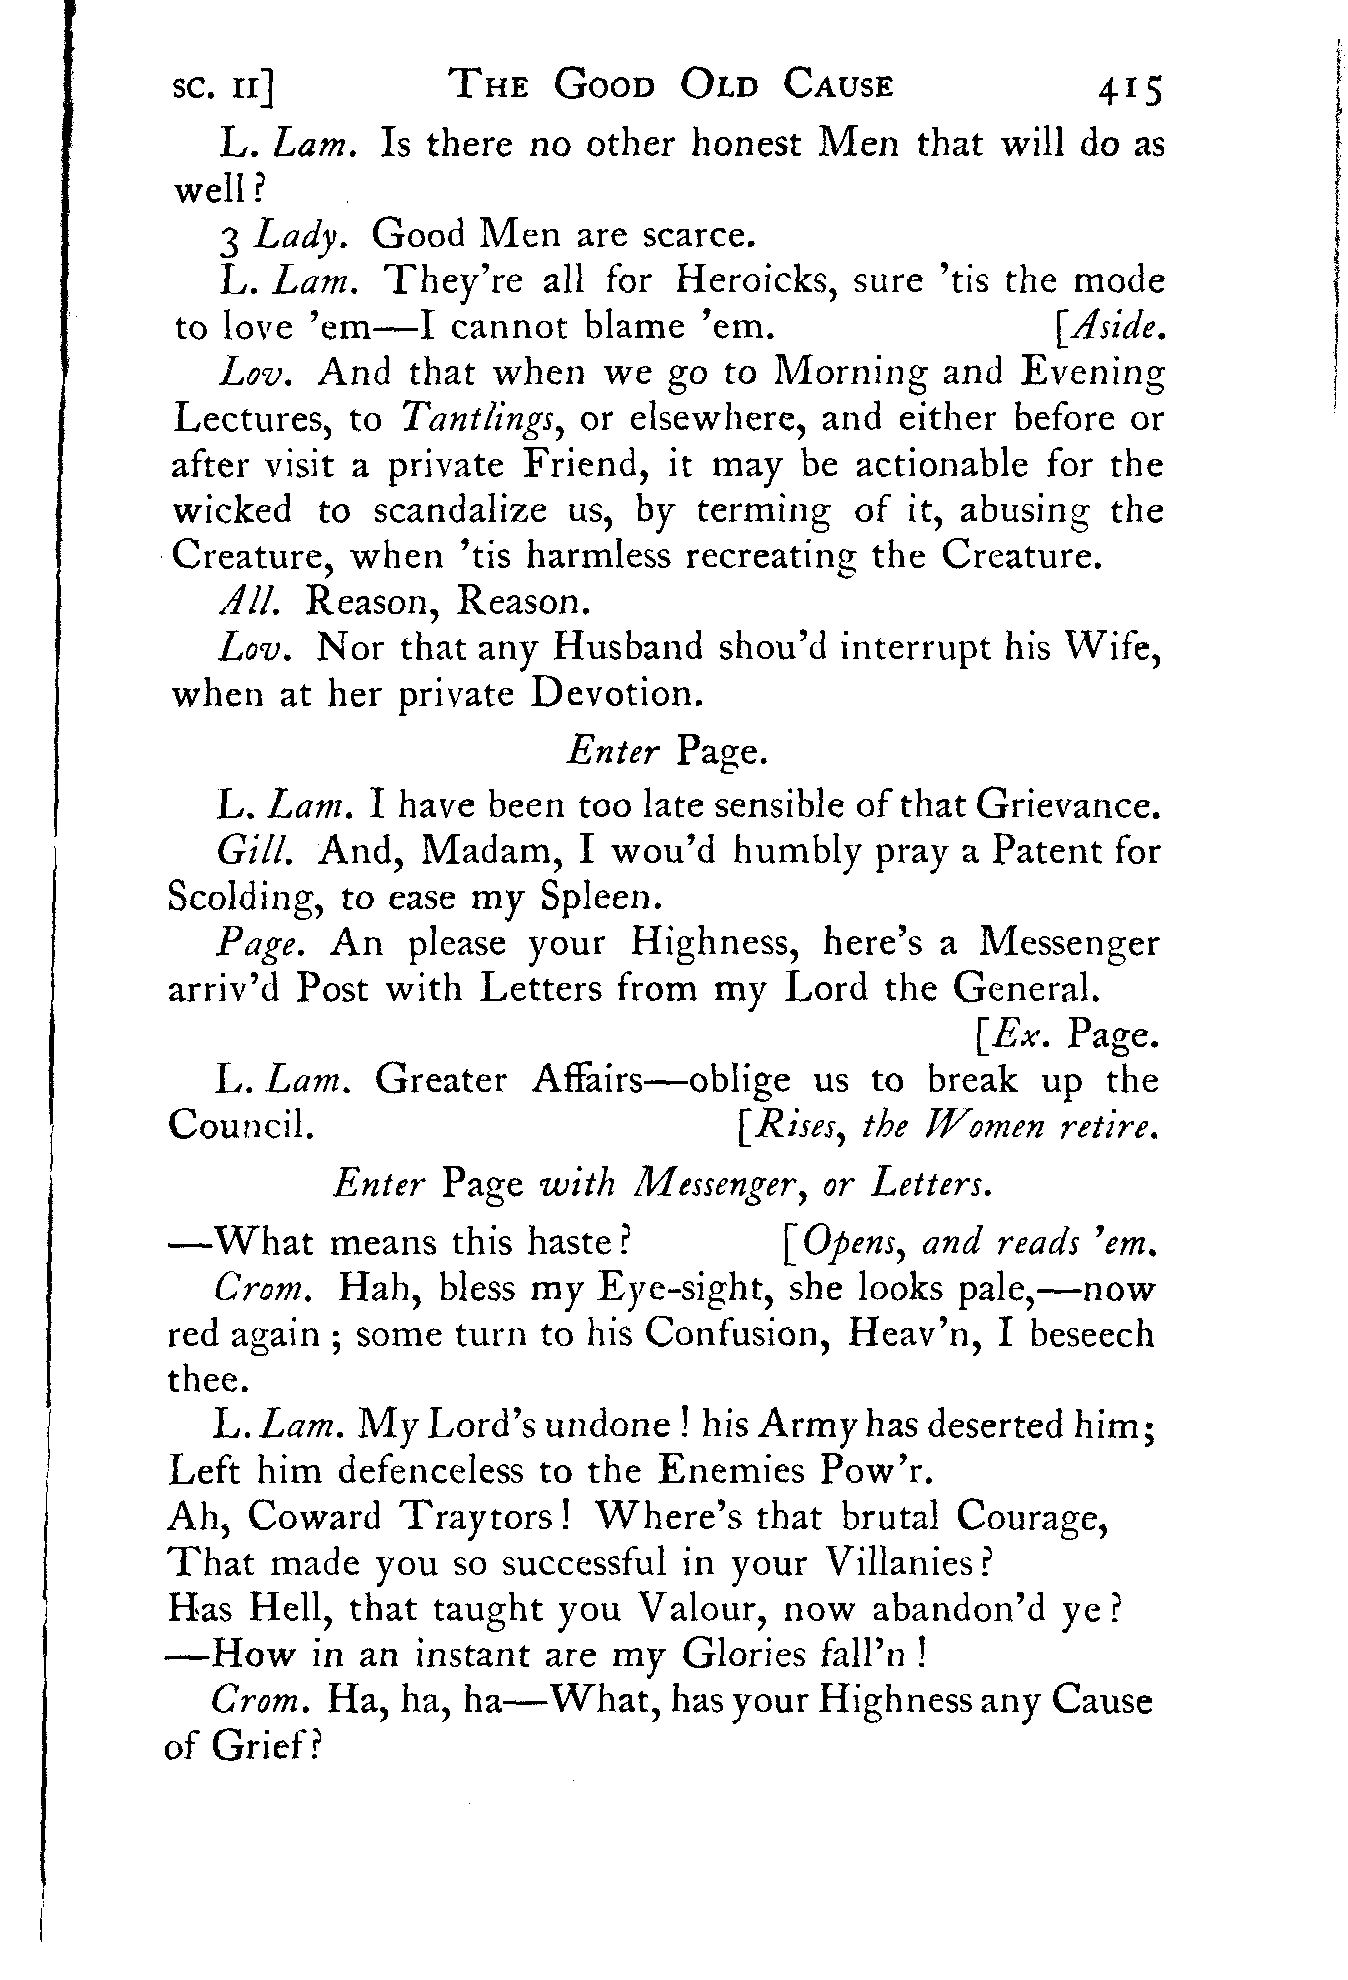 SC. II] THE GOOD OLD CAUSE 415
L. Lam. Is there no other honest Men that will do as
well?
3 Lady. Good Men are scarce.
L. Lam. They're all for Heroicks, sure 'tis the mode
to love 'em—I cannot blame 'em. [Aside.
Lov. And that when we go to Morning and Evening
Lectures, to Tantlings, or elsewhere, and either before or
after visit a private Friend, it may be actionable for the
wicked to scandalize us, by terming of it, abusing the
Creature, when 'tis harmless recreating the Creature.
All. Reason, Reason.
Lov. Nor that any Husband shou'd interrupt his Wife,
when at her private Devotion.
Enter Page.
L. Lam. I have been too late sensible of that Grievance.
Gill. And, Madam, I wou'd humbly pray a Patent for
Scolding, to ease my Spleen.
Page. An please your Highness, here's a Messenger
arriv'd Post with Letters from my Lord the General.
[Ex. Page.
L. Lam. Greater Affairs—oblige us to break up the
Council. [Rises, the Women retire.
Enter Page with Messenger, or Letters.
—What means this haste? [Opens, and reads 'em.
Crom. Hah, bless my Eye-sight, she looks pale,—now
red again; some turn to his Confusion, Heav'n, I beseech
thee.
L. Lam. My Lord's undone! his Army has deserted him;
Left him defenceless to the Enemies Pow'r.
Ah, Coward Traytors! Where's that brutal Courage,
That made you so successful in your Villanies?
Has Hell, that taught you Valour, now abandon'd ye?
—How in an instant are my Glories fall'n!
Crom. Ha, ha, ha—What, has your Highness any Cause
of Grief?